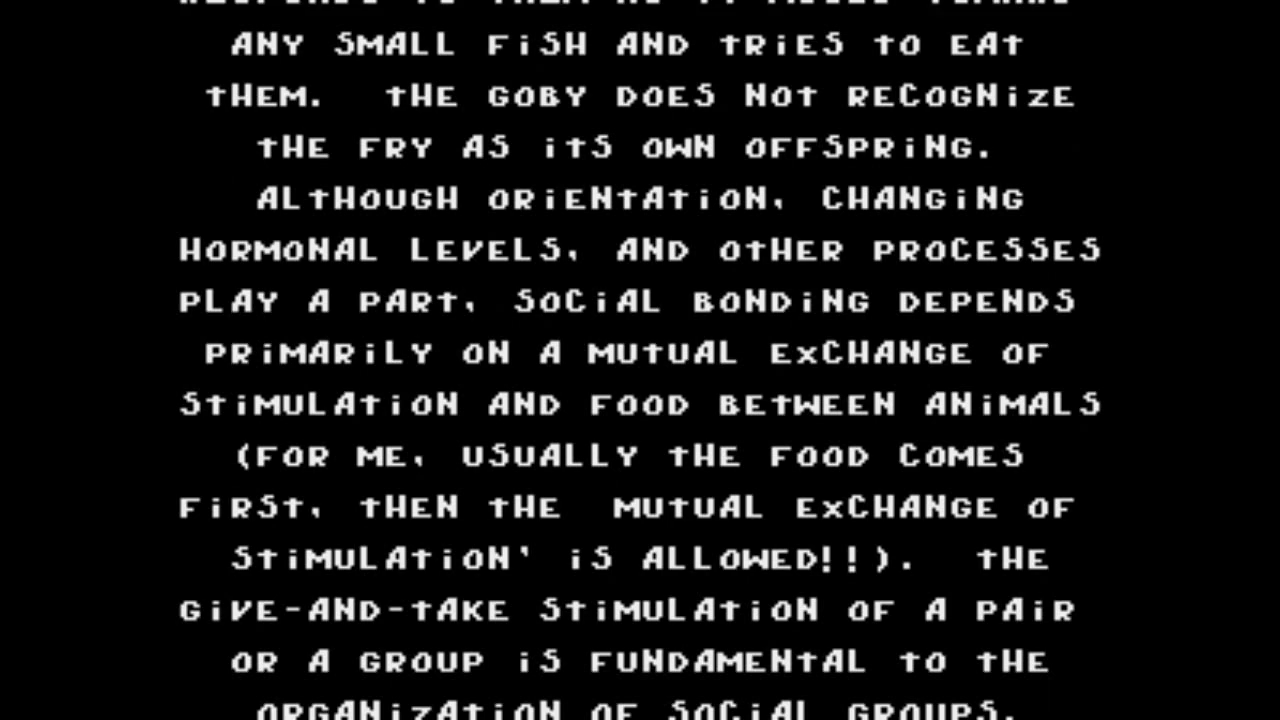 ANY SMALL FiSH AND tRiES tO EAt
tHEM.  tHE GOBY DOES NOt RECOGNiZE
tHE FRY AS itS OWN OFFSPRiNG.
ALtHOUGH ORiENtAtiON, CHANGiNG
HORMONAL LEVELS, AND OtHER PROCESSES
PLAY A PARt, SOCiAL BONDiNG DEPENDS
PRiMARiLY ON A MUtUAL ExCHANGE OF
StiMULAtiON AND FOOD BEtWEEN ANiMALS
(FOR ME, USUALLY tHE FOOD COMES
FiRSt, tHEN tHE  MUtUAL ExCHANGE OF
StiMULAtiON' iS ALLOWED!!).  tHE
GiVE-AND-tAKE StiMULAtiON OF A PAiR
OR A GROUP iS FUNDAMENtAL tO tHE
ORGANiZAtiON OF SOCiAL GROUPS.